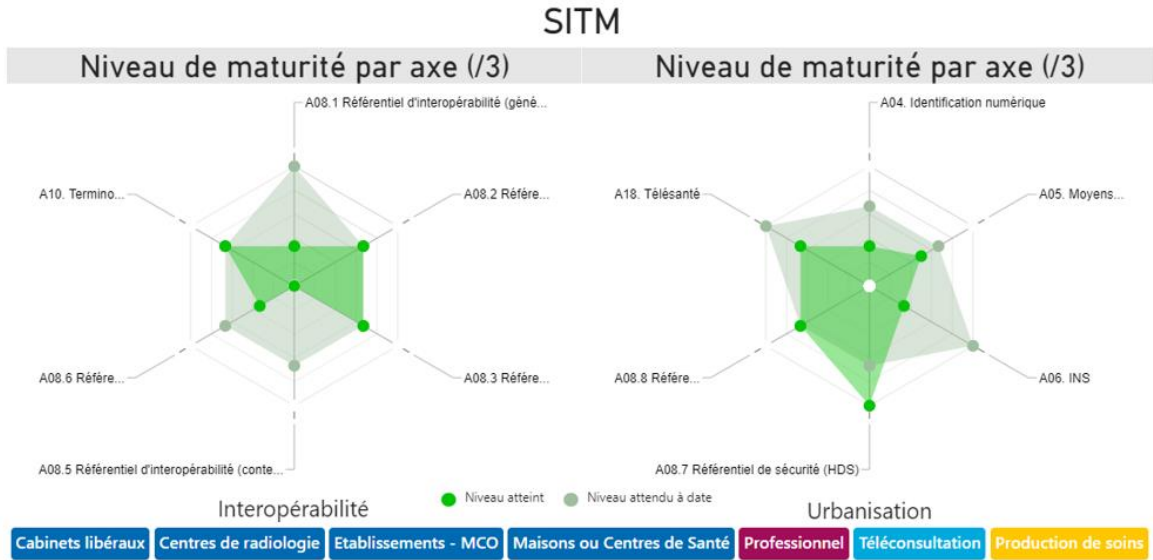 SITM
Niveau de maturité par axe (/3)
Niveau de maturité par axe (/3)
A08.1 Référentiel d'interopérabilité (géné...
A10. Termino...
A08.2 Référe...
A08.6 Référe...
A08.3 Référe...
A08.5 Référentiel d'interopérabilité (conte...
A04. Identification numérique
A18. Télésanté
A05. Moyens...
A08.8 Référe...
A06. INS
A08.7 Référentiel de sécurité (HDS)
Interopérabilité
Niveau atteint
Niveau attendu à date
Urbanisation
Cabinets libéraux
Centres de radiologie
Etablissements - MCO
Maisons ou Centres de Santé
Professionnel
Téléconsultation
Production de soins